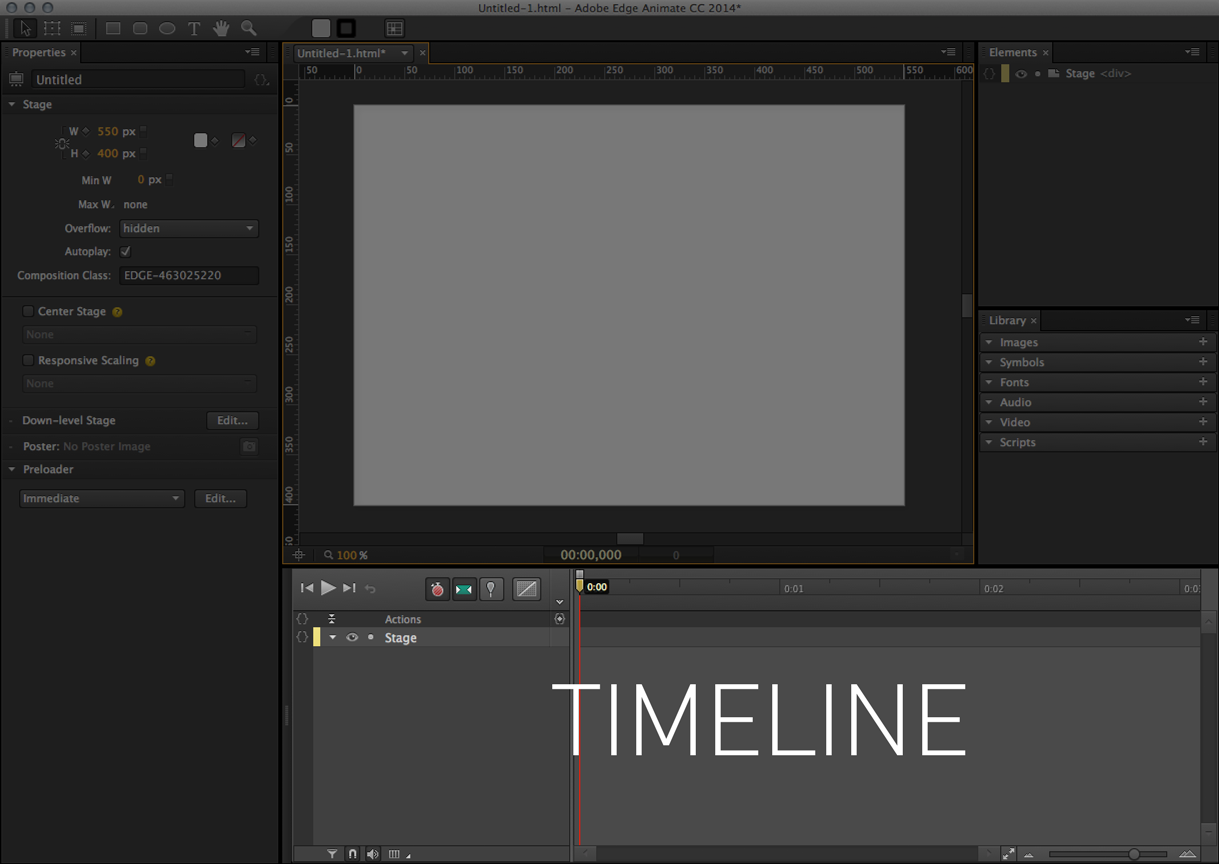 Untitled-1.html - Adobe Edge Animate CC 2014*
T
Properties ×
Untitled
Stage
W 550 px
H 400 px
Min W 0 px
Max W. none
Overflow: hidden
Autoplay:
Composition Class: EDGE-463025220
Center Stage ?
None
Responsive Scaling ?
None
Down-level Stage Edit...
Poster: No Poster Image
Preloader
Immediate Edit...
Untitled-1.html* ×
50 0 50 100 150 200 250 300 350 400 450 500 550 600
0
50
100
150
200
250
300
350
400
100 %
00:00,000 0
Elements ×
Stage <div>
Library ×
Images +
Symbols +
Fonts +
Audio +
Video +
Scripts +
0:00 0:01 0:02
Actions
Stage
TIMELINE